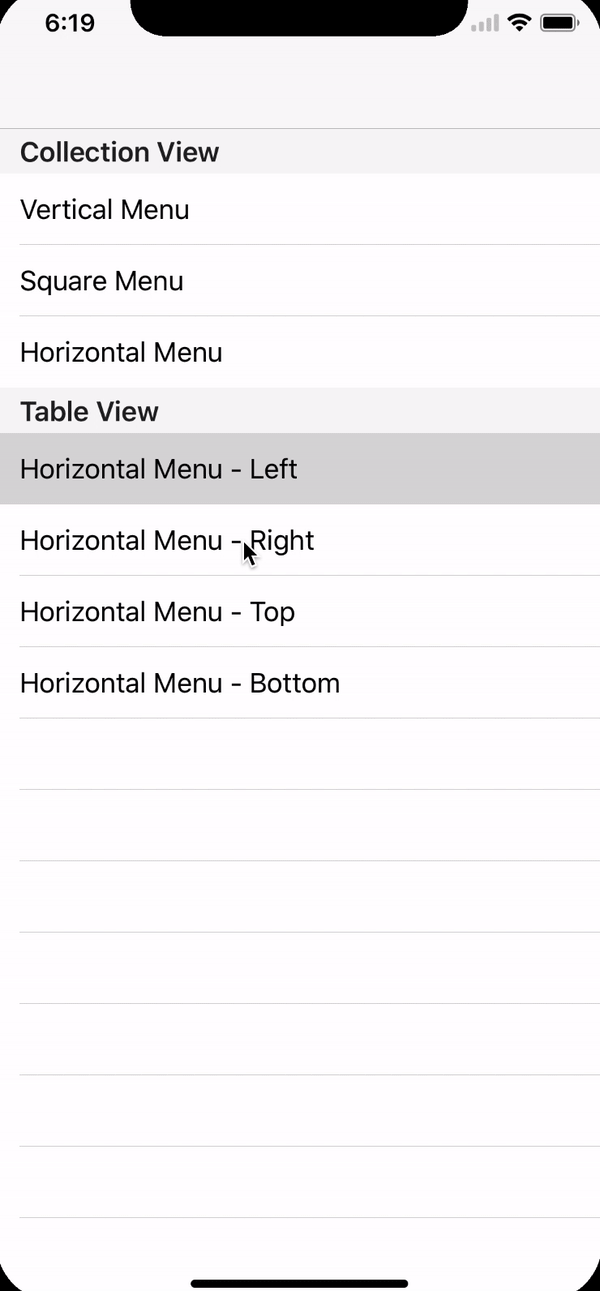 6:19
Collection View
Vertical Menu
Square Menu
Horizontal Menu
Table View
Horizontal Menu - Left
Horizontal Menu - Right
Horizontal Menu - Top
Horizontal Menu - Bottom